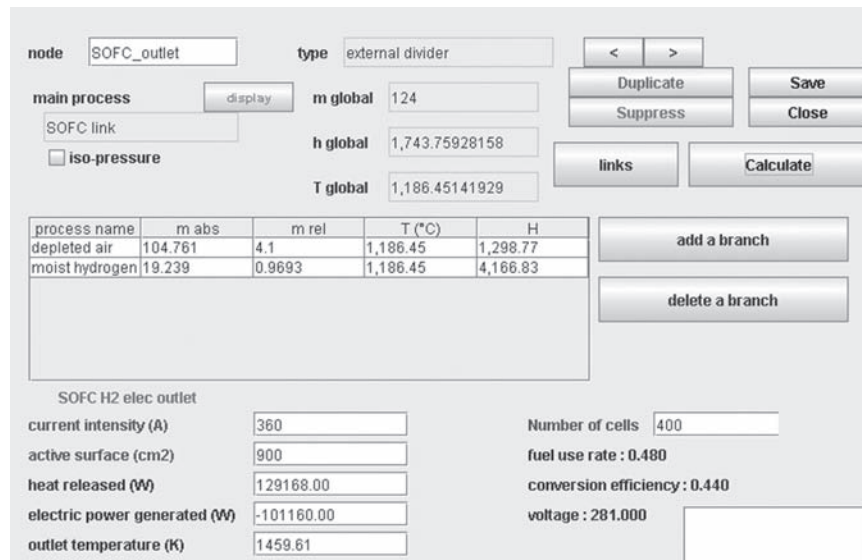 node SOFC_outlet type external divider < >
Duplicate Save
main process display m global 124 Suppress Close
SOFC link
iso-pressure h global 1,743.75928158 links Calculate
T global 1,186.45141929
process name m abs m rel T (°C) H
depleted air 104.761 4.1 1,186.45 1,298.77
moist hydrogen 19.239 0.9693 1,186.45 4,166.83
add a branch
delete a branch
SOFC H2 elec outlet
current intensity (A) 360 Number of cells 400
active surface (cm2) 900 fuel use rate : 0.480
heat released (W) 129168.00 conversion efficiency : 0.440
electric power generated (W) -101160.00 voltage : 281.000
outlet temperature (K) 1459.61